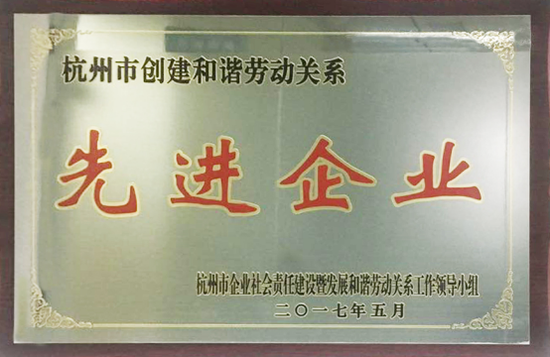 杭州市创建和谐劳动关系
先进企业
杭州市企业社会责任建设暨发展和谐劳动关系工作领导小组
二〇一七年五月